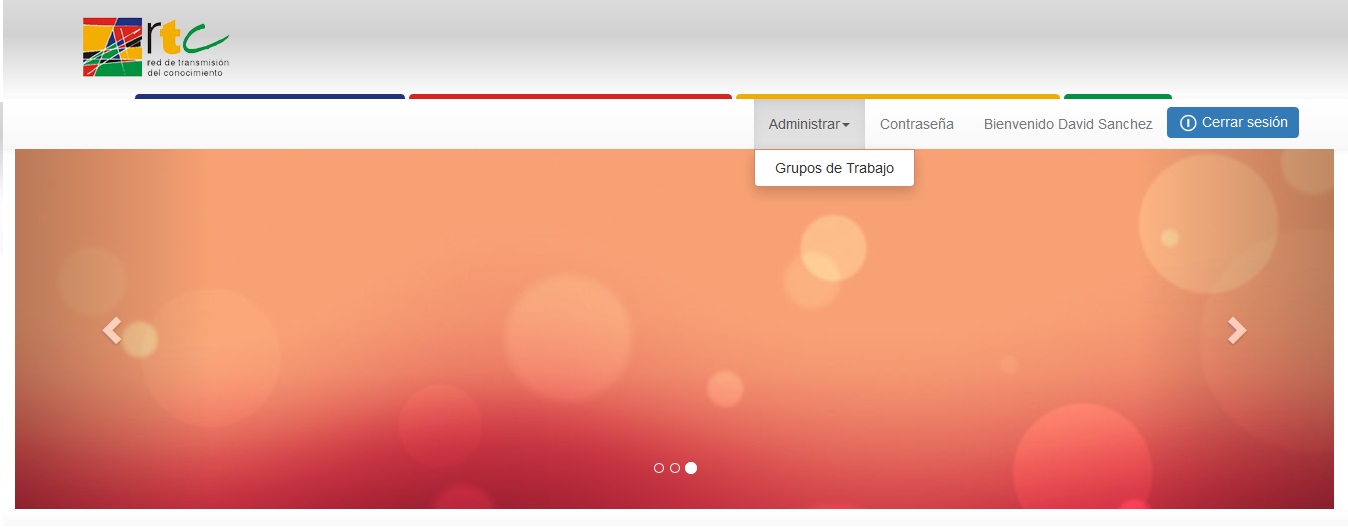 rtc
red de transmisión
del conocimiento
Administrar
Contraseña
Bienvenido David Sanchez
Cerrar sesión
Grupos de Trabajo